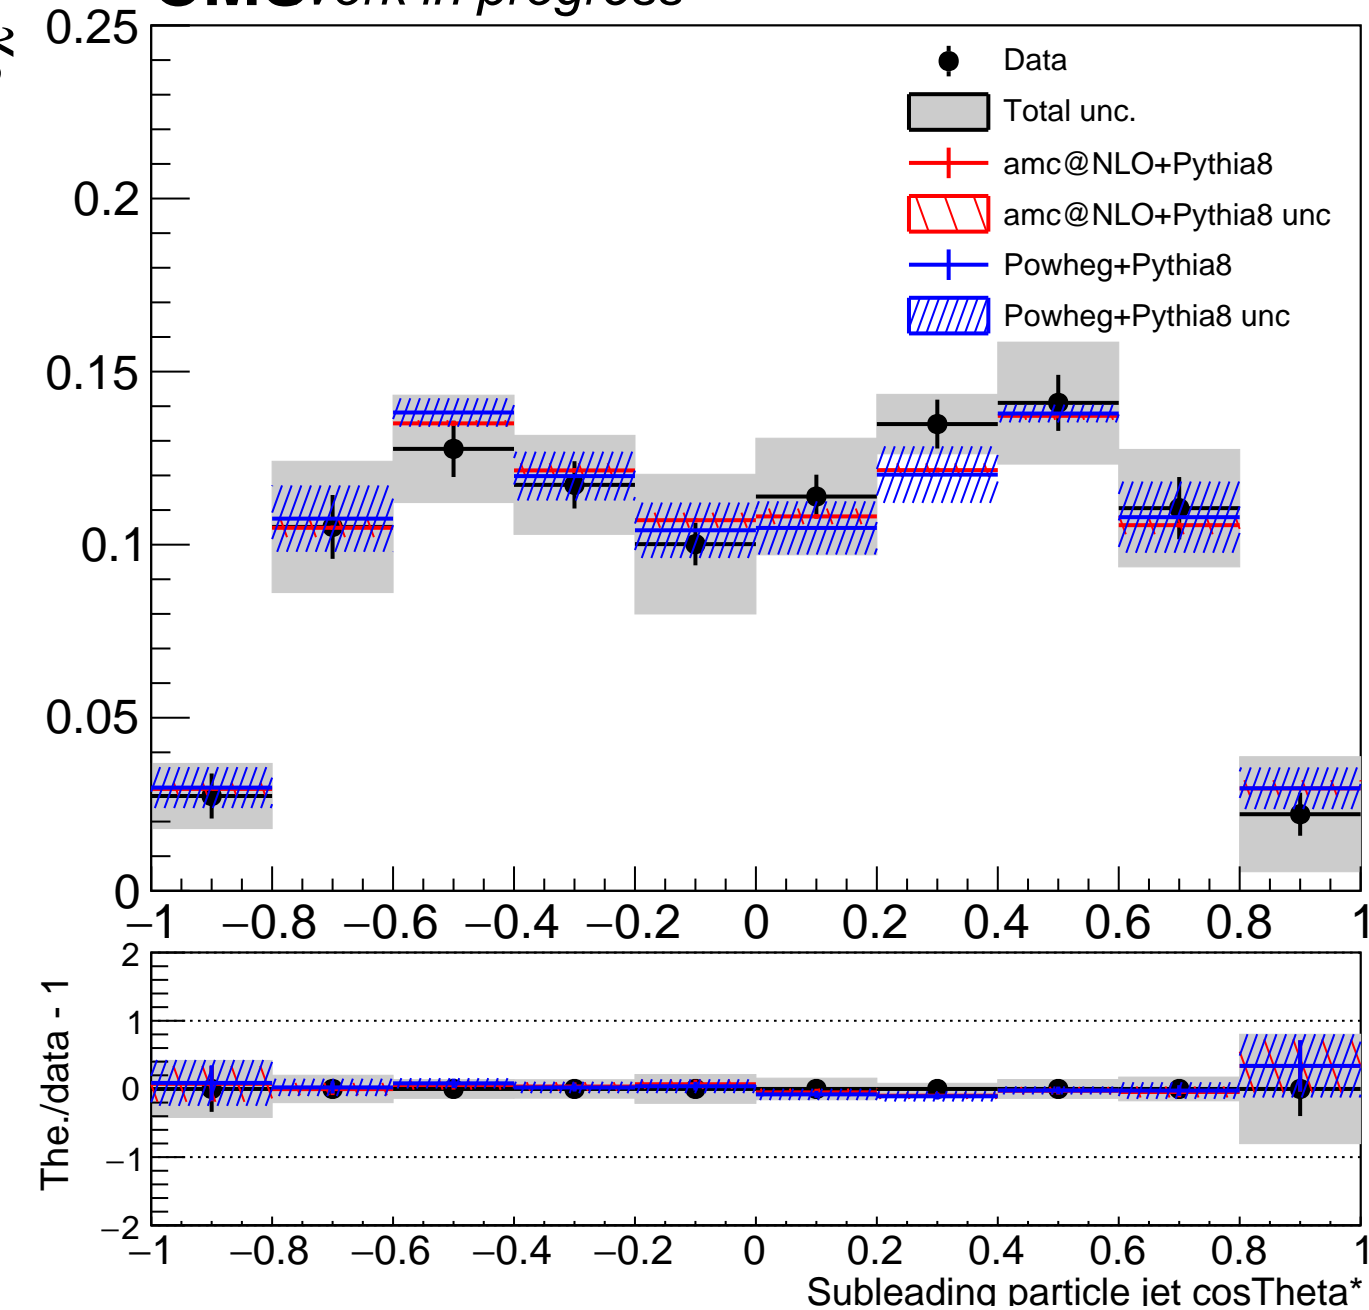 CMS Work in progress
0.25
0.2
0.15
0.1
0.05
0
Data
Total unc.
amc@NLO+Pythia8
amc@NLO+Pythia8 unc
Powheg+Pythia8
Powheg+Pythia8 unc
−1 −0.8 −0.6 −0.4 −0.2 0 0.2 0.4 0.6 0.8 1
The./data - 1
2
1
0
−1
−2
−1 −0.8 −0.6 −0.4 −0.2 0 0.2 0.4 0.6 0.8 1
Subleading particle jet cosTheta*